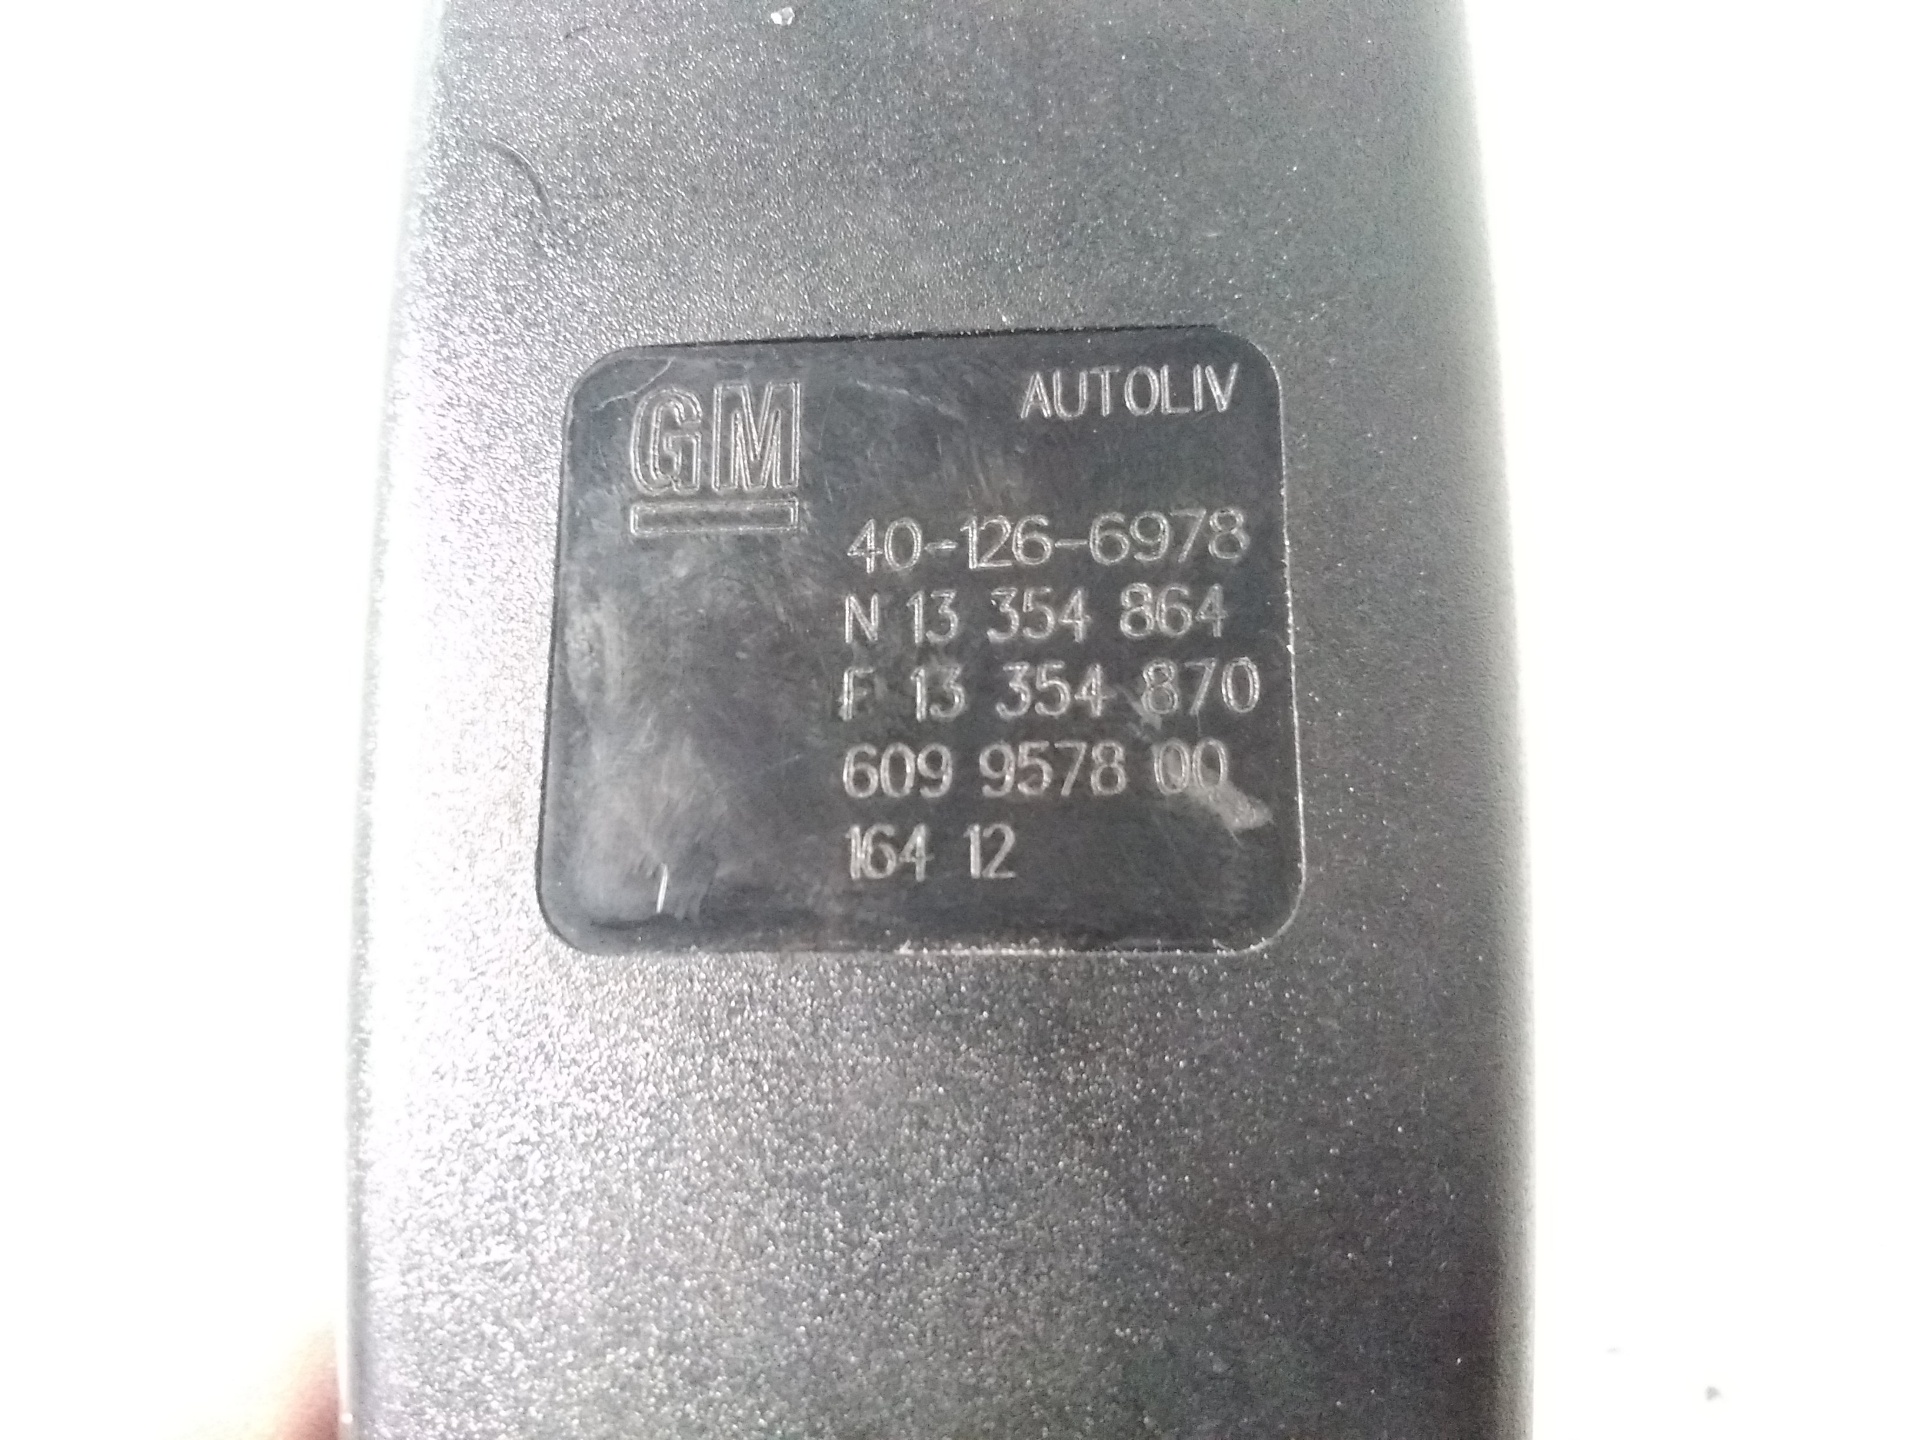 GM
AUTOLIV
40-126-6978
N 13 354 864
F 13 354 870
609 9578 00
164 12